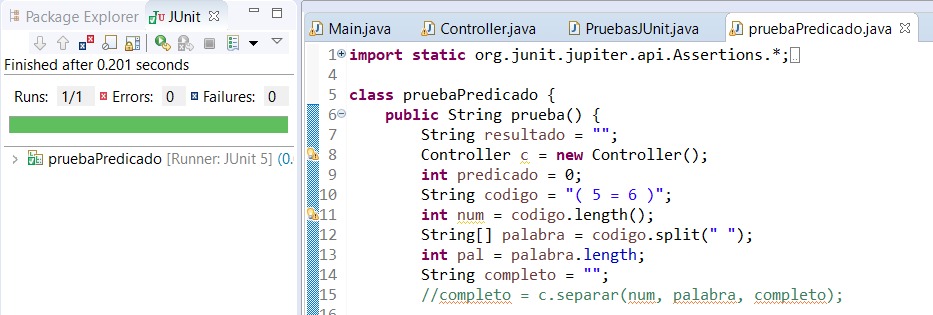 Package Explorer JUnit
Finished after 0.201 seconds
Runs: 1/1 Errors: 0 Failures: 0
pruebaPredicado [Runner: JUnit 5] (0.
Main.java Controller.java PruebasJUnit.java pruebaPredicado.java
1 import static org.junit.jupiter.api.Assertions.*;
4
5 class pruebaPredicado {
6 public String prueba() {
7 String resultado = "";
8 Controller c = new Controller();
9 int predicado = 0;
10 String codigo = "( 5 = 6 )";
11 int num = codigo.length();
12 String[] palabra = codigo.split(" ");
13 int pal = palabra.length;
14 String completo = "";
15 //completo = c.separar(num, palabra, completo);